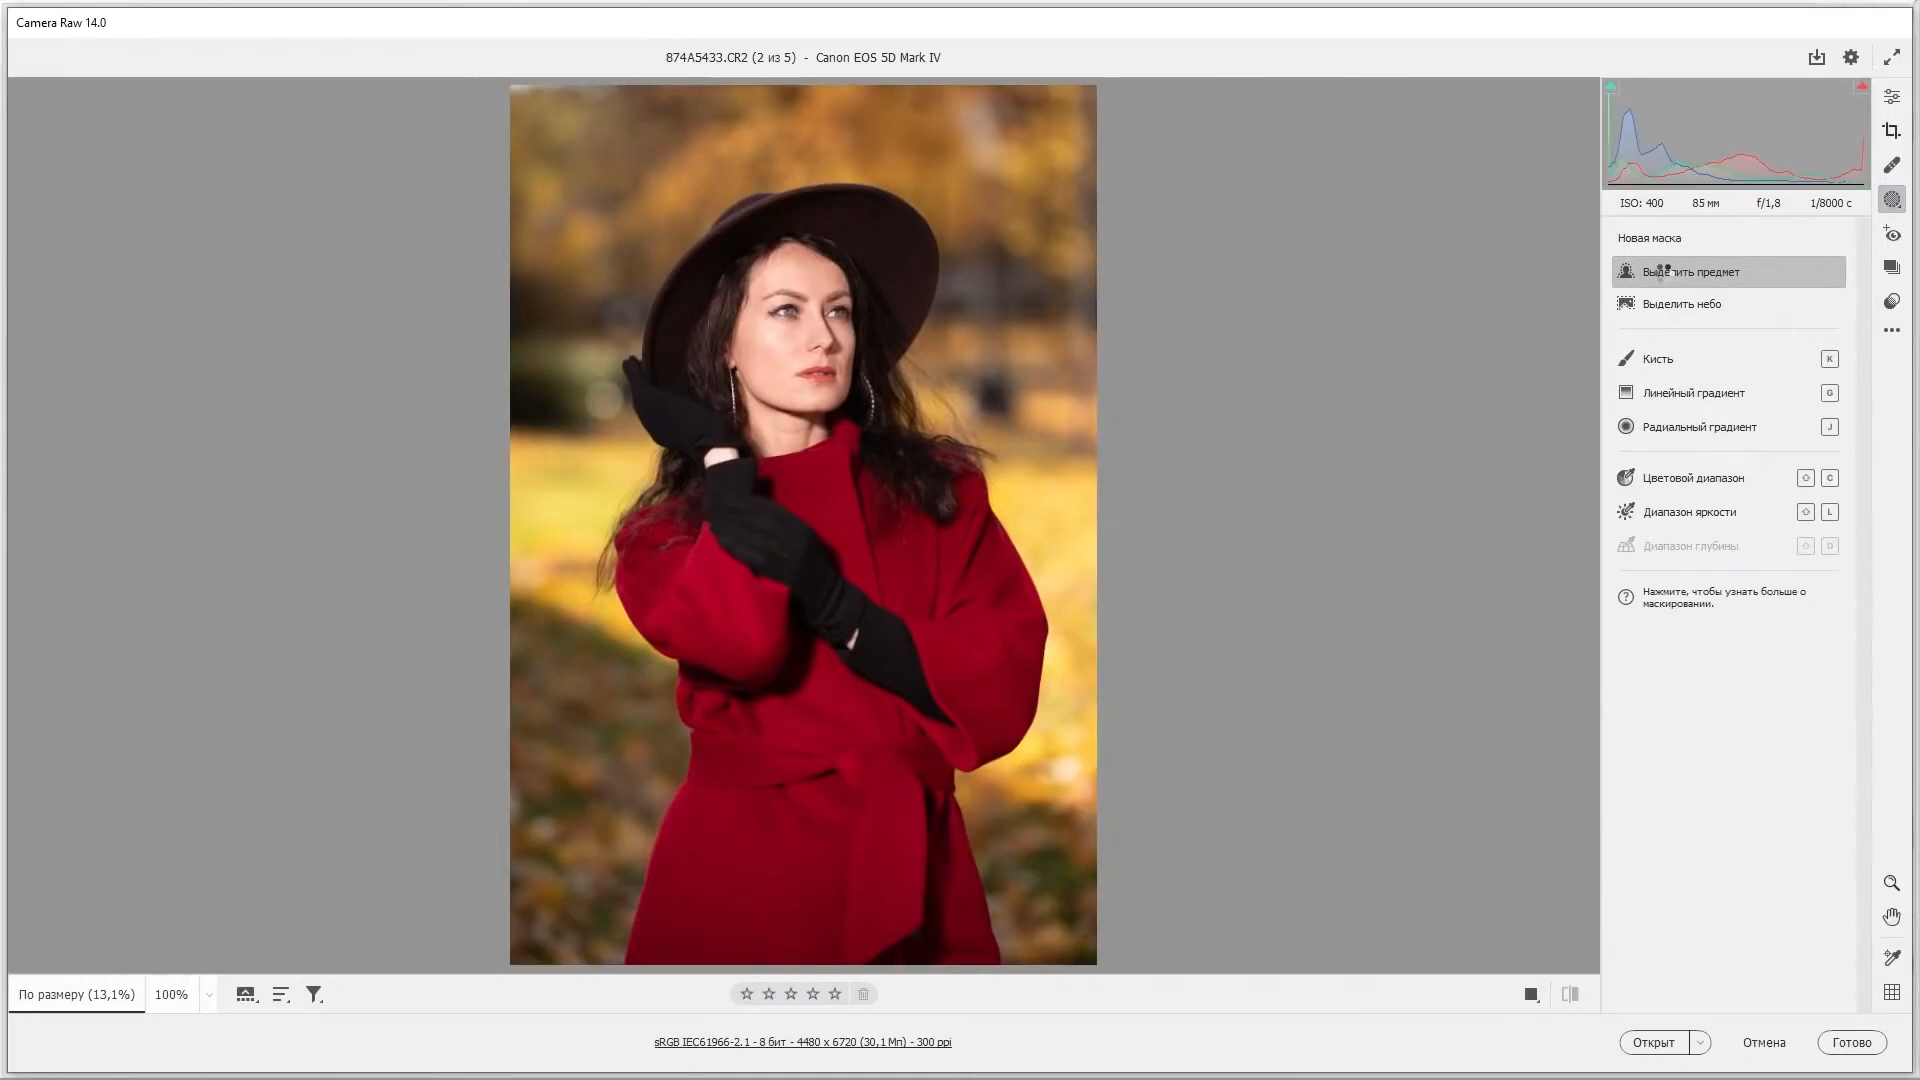 Camera Raw 14.0
874A5433.CR2 (2 из 5) - Canon EOS 5D Mark IV
ISO: 400 85 мм f/1,8 1/8000 с
Новая маска
Выделить предмет
Выделить небо
Кисть K
Линейный градиент G
Радиальный градиент J
Цветовой диапазон C
Диапазон яркости L
Диапазон глубины D
Нажмите, чтобы узнать больше о
маскировании.
По размеру (13,1%) 100%
sRGB IEC61966-2.1 - 8 бит - 4480 x 6720 (30,1 Мп) - 300 ppi
Открыт Отмена Готово